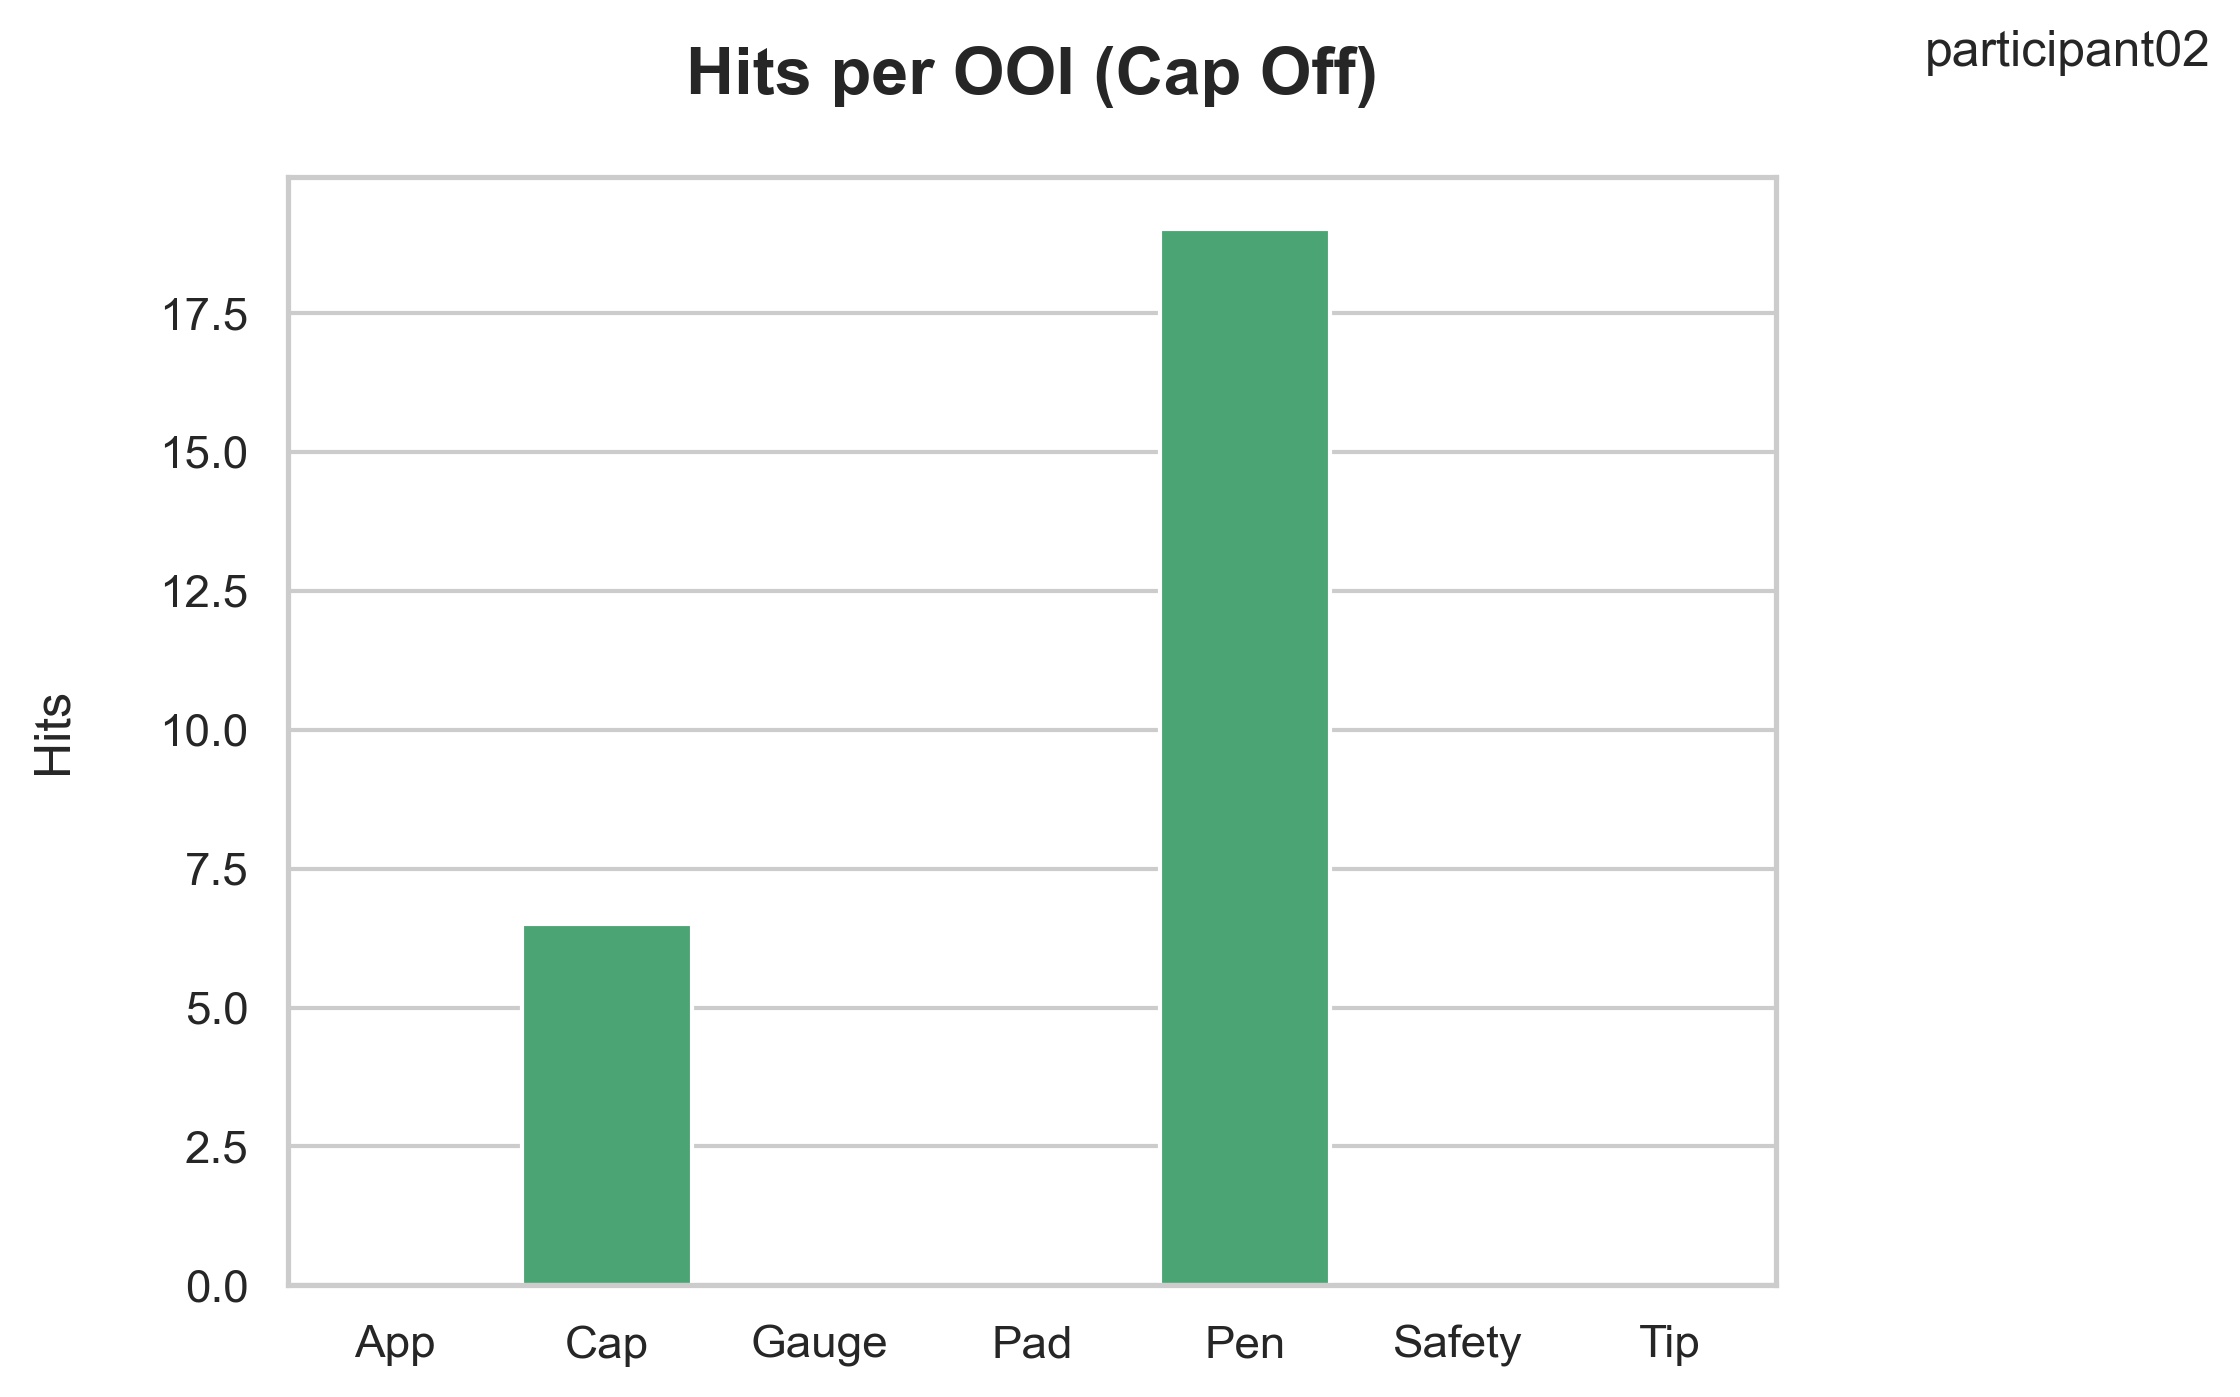 participant02
Hits per OOI (Cap Off)
Hits
17.5
15.0
12.5
10.0
7.5
5.0
2.5
0.0
App Cap Gauge Pad Pen Safety Tip